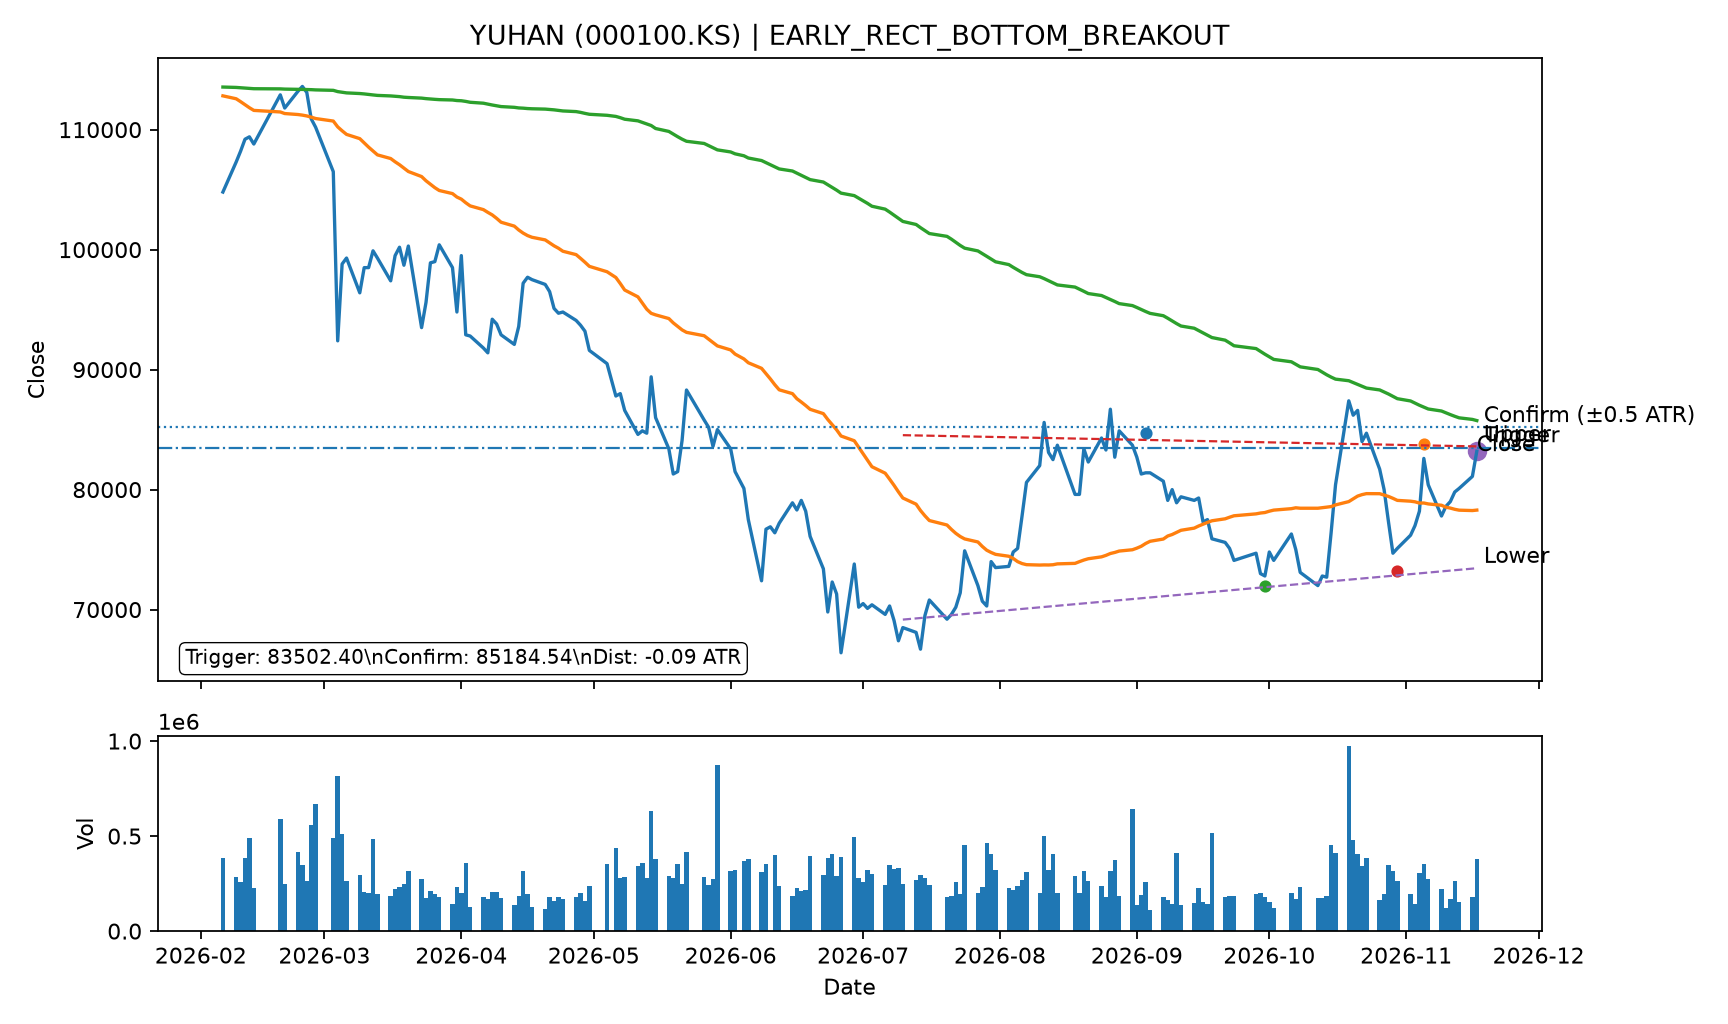 YUHAN (000100.KS) | EARLY_RECT_BOTTOM_BREAKOUT
Close
110000
100000
90000
80000
70000
Confirm (±0.5 ATR)
Upper
Trigger
Close
Lower
Trigger: 83502.40\nConfirm: 85184.54\nDist: -0.09 ATR
1e6
Vol
1.0
0.5
0.0
2026-02 2026-03 2026-04 2026-05 2026-06 2026-07 2026-08 2026-09 2026-10 2026-11 2026-12
Date